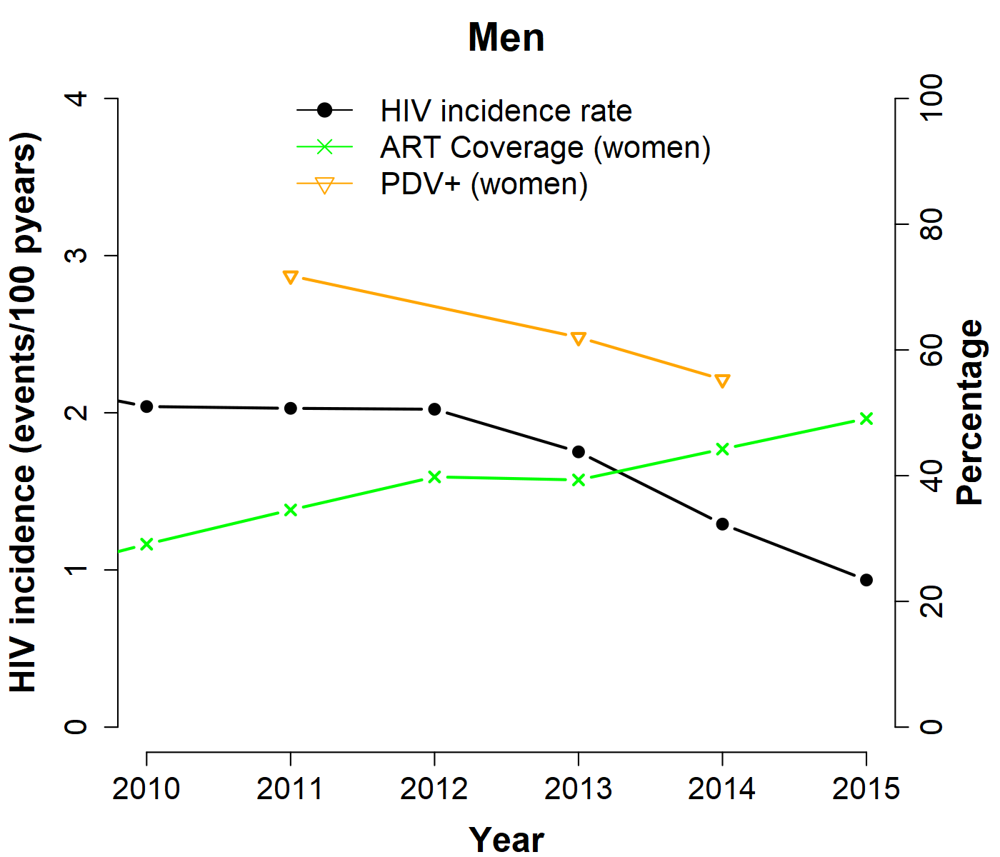 Men
HIV incidence rate
ART Coverage (women)
PDV+ (women)
HIV incidence (events/100 pyears)
4
3
2
1
0
100
80
60
40
20
0
Percentage
2010 2011 2012 2013 2014 2015
Year